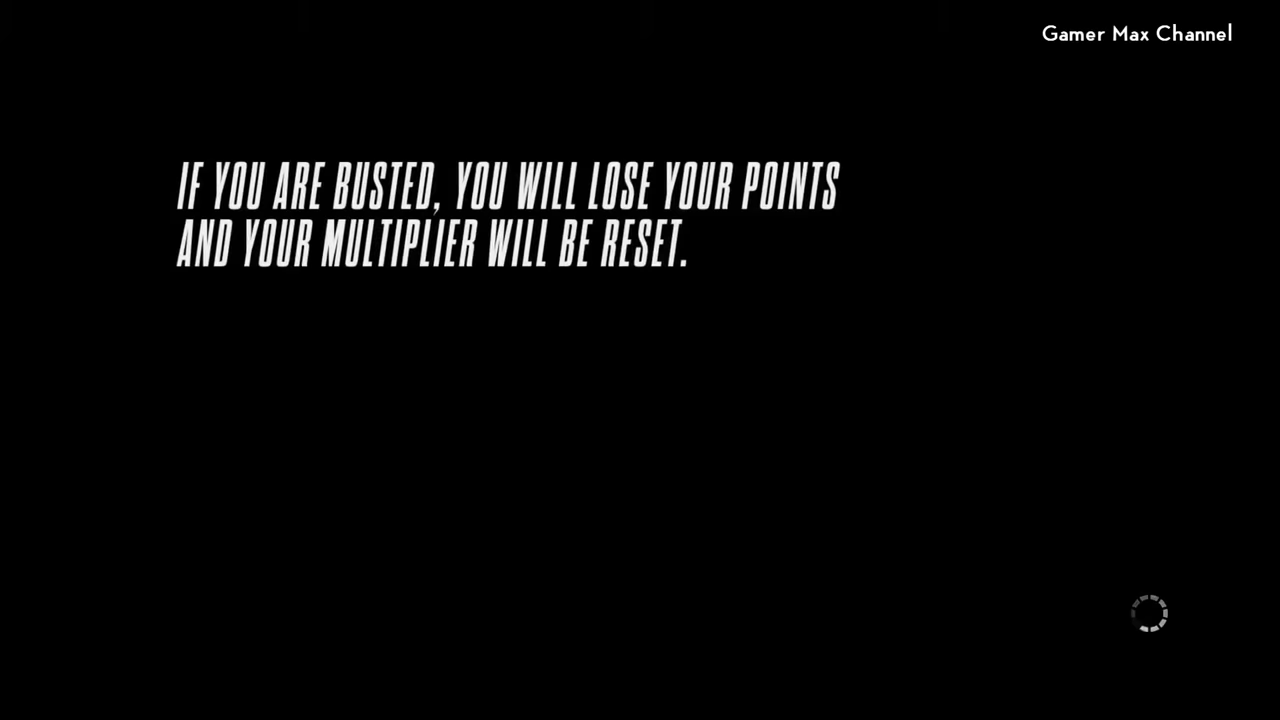 Gamer Max Channel
IF YOU ARE BUSTED, YOU WILL LOSE YOUR POINTS
AND YOUR MULTIPLIER WILL BE RESET.